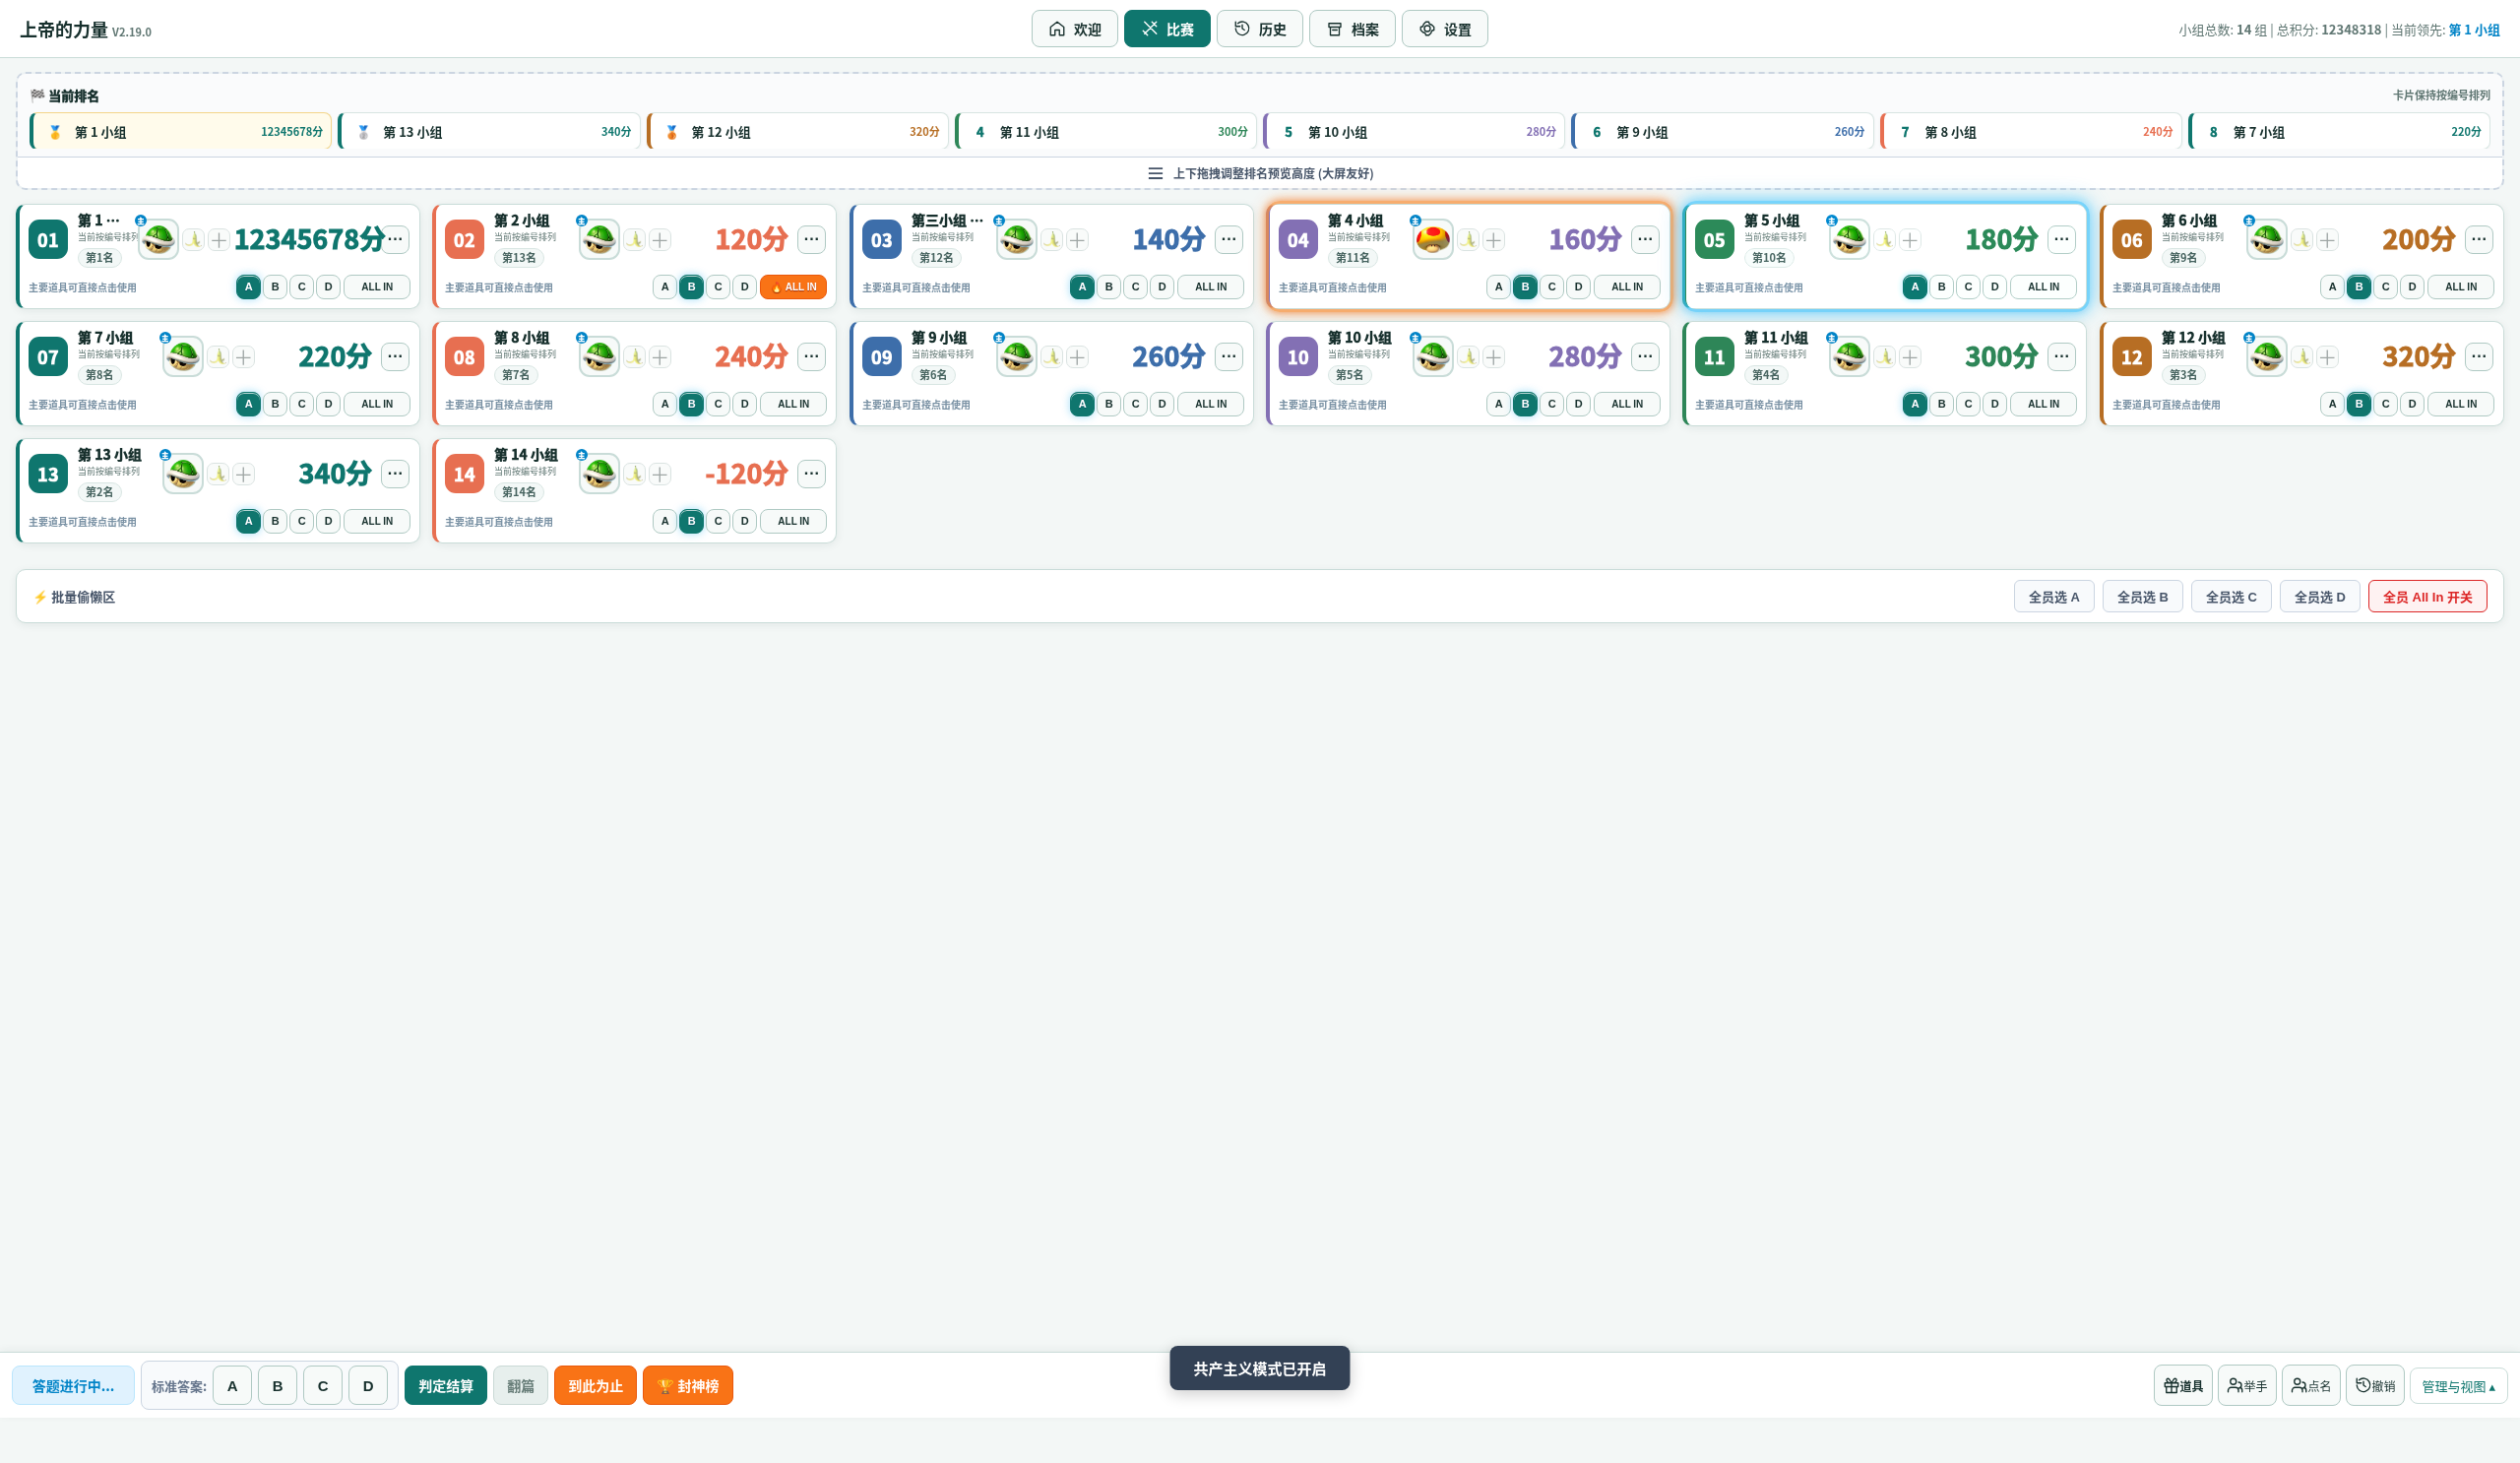 上帝的力量 V2.19.0
欢迎 比赛 历史 档案 设置
小组总数: 14 组 | 总积分: 12348318 | 当前领先: 第 1 小组
🏁 当前排名
卡片保持按编号排列
🥇 第 1 小组 12345678分
🥈 第 13 小组 340分
🥉 第 12 小组 320分
4 第 11 小组 300分
5 第 10 小组 280分
6 第 9 小组 260分
7 第 8 小组 240分
8 第 7 小组 220分
上下拖拽调整排名预览高度 (大屏友好)
01 第 1 ··· 主 12345678分 ···
当前按编号排列
第1名
主要道具可直接点击使用 A B C D ALL IN
02 第 2 小组 主 120分 ···
当前按编号排列
第13名
主要道具可直接点击使用 A B C D 🔥 ALL IN
03 第三小组 ··· 主 140分 ···
当前按编号排列
第12名
主要道具可直接点击使用 A B C D ALL IN
04 第 4 小组 主 160分 ···
当前按编号排列
第11名
主要道具可直接点击使用 A B C D ALL IN
05 第 5 小组 主 180分 ···
当前按编号排列
第10名
主要道具可直接点击使用 A B C D ALL IN
06 第 6 小组 主 200分 ···
当前按编号排列
第9名
主要道具可直接点击使用 A B C D ALL IN
07 第 7 小组 主 220分 ···
当前按编号排列
第8名
主要道具可直接点击使用 A B C D ALL IN
08 第 8 小组 主 240分 ···
当前按编号排列
第7名
主要道具可直接点击使用 A B C D ALL IN
09 第 9 小组 主 260分 ···
当前按编号排列
第6名
主要道具可直接点击使用 A B C D ALL IN
10 第 10 小组 主 280分 ···
当前按编号排列
第5名
主要道具可直接点击使用 A B C D ALL IN
11 第 11 小组 主 300分 ···
当前按编号排列
第4名
主要道具可直接点击使用 A B C D ALL IN
12 第 12 小组 主 320分 ···
当前按编号排列
第3名
主要道具可直接点击使用 A B C D ALL IN
13 第 13 小组 主 340分 ···
当前按编号排列
第2名
主要道具可直接点击使用 A B C D ALL IN
14 第 14 小组 主 -120分 ···
当前按编号排列
第14名
主要道具可直接点击使用 A B C D ALL IN
⚡ 批量偷懒区
全员选 A 全员选 B 全员选 C 全员选 D 全员 All In 开关
共产主义模式已开启
答题进行中... 标准答案: A B C D 判定结算 翻篇 到此为止 🏆 封神榜
道具 举手 点名 撤销 管理与视图 ▴